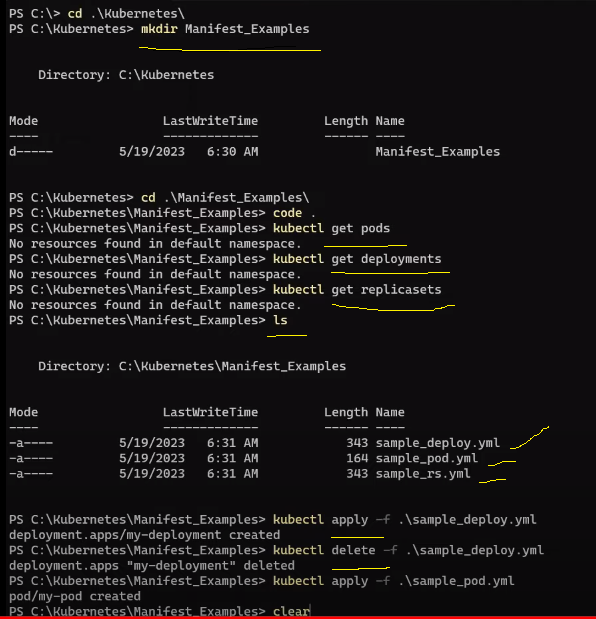 PS C:\> cd .\Kubernetes\
PS C:\Kubernetes> mkdir Manifest_Examples
Directory: C:\Kubernetes
Mode LastWriteTime Length Name
---- ------------- ------ ----
d----- 5/19/2023 6:30 AM Manifest_Examples
PS C:\Kubernetes> cd .\Manifest_Examples\
PS C:\Kubernetes\Manifest_Examples> code .
PS C:\Kubernetes\Manifest_Examples> kubectl get pods
No resources found in default namespace.
PS C:\Kubernetes\Manifest_Examples> kubectl get deployments
No resources found in default namespace.
PS C:\Kubernetes\Manifest_Examples> kubectl get replicasets
No resources found in default namespace.
PS C:\Kubernetes\Manifest_Examples> ls
Directory: C:\Kubernetes\Manifest_Examples
Mode LastWriteTime Length Name
---- ------------- ------ ----
-a---- 5/19/2023 6:31 AM 343 sample_deploy.yml
-a---- 5/19/2023 6:31 AM 164 sample_pod.yml
-a---- 5/19/2023 6:31 AM 343 sample_rs.yml
PS C:\Kubernetes\Manifest_Examples> kubectl apply -f .\sample_deploy.yml
deployment.apps/my-deployment created
PS C:\Kubernetes\Manifest_Examples> kubectl delete -f .\sample_deploy.yml
deployment.apps "my-deployment" deleted
PS C:\Kubernetes\Manifest_Examples> kubectl apply -f .\sample_pod.yml
pod/my-pod created
PS C:\Kubernetes\Manifest_Examples> clear